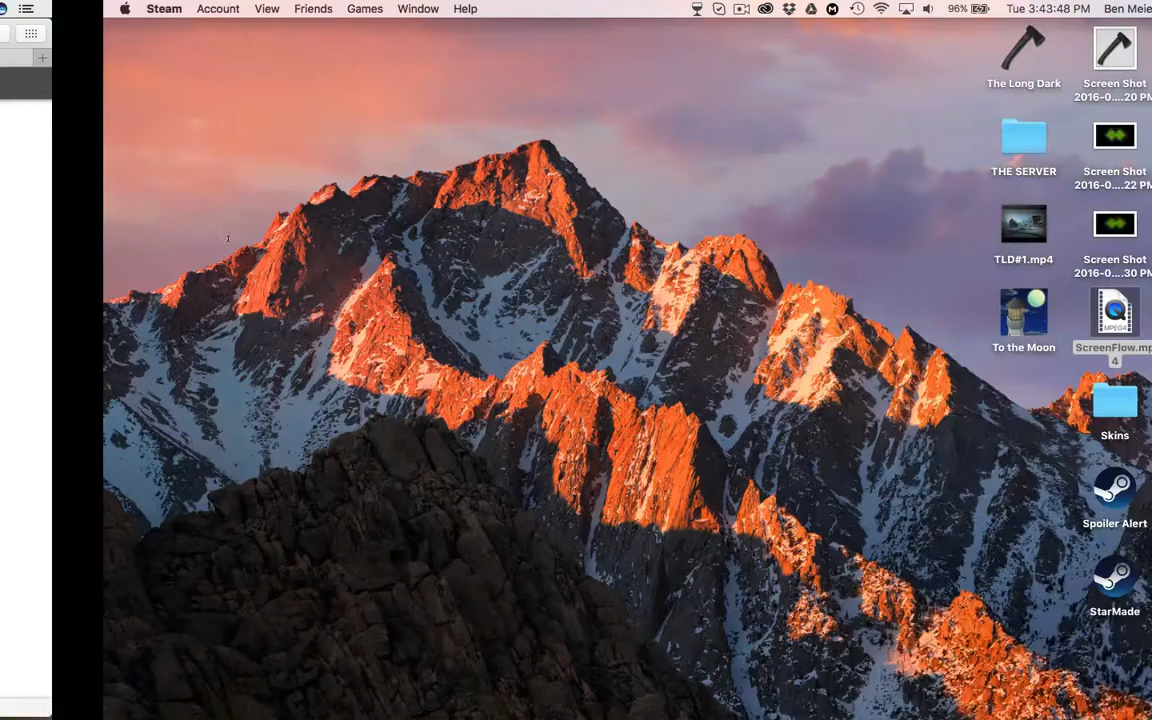 Steam Account View Friends Games Window Help 96% Tue 3:43:48 PM Ben Meie
The Long Dark
Screen Shot
2016-0....20 PM
THE SERVER
Screen Shot
2016-0....22 PM
TLD#1.mp4
Screen Shot
2016-0....30 PM
To the Moon
MPEG4
ScreenFlow.mp
4
Skins
Spoiler Alert
StarMade